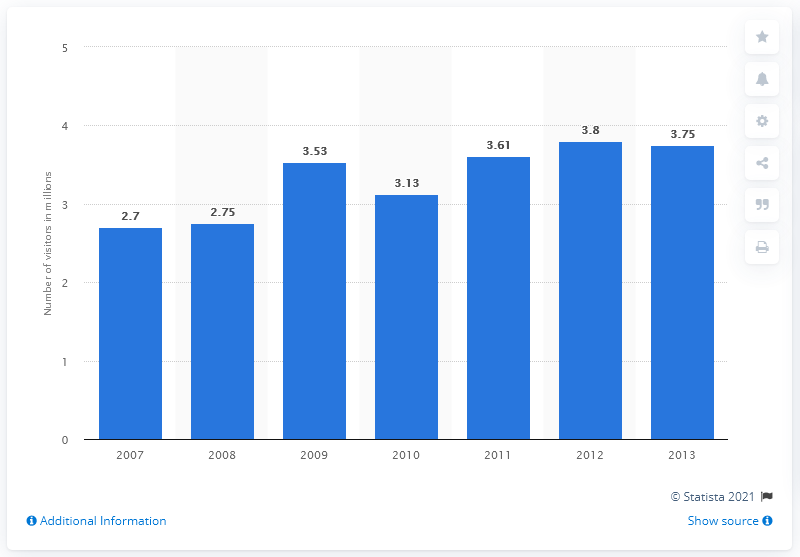 5
4
3
2
1
0
Number of visitors in millions
2.7
2.75
3.53
3.13
3.61
3.8
3.75
2007 2008 2009 2010 2011 2012 2013
© Statista 2021
Additional Information
Show source